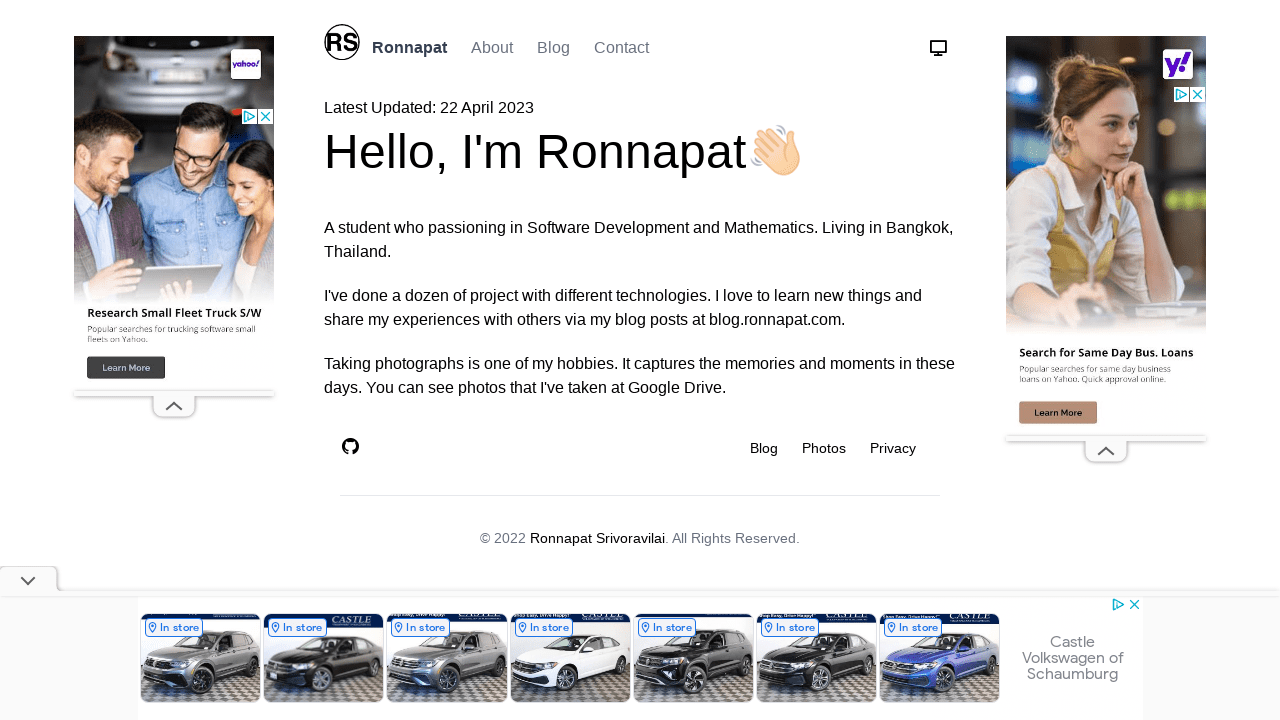 RS
Ronnapat
About
Blog
Contact
Latest Updated: 22 April 2023
Hello, I'm Ronnapat
A student who passioning in Software Development and Mathematics. Living in Bangkok,
Thailand.
I've done a dozen of project with different technologies. I love to learn new things and
share my experiences with others via my blog posts at blog.ronnapat.com.
Taking photographs is one of my hobbies. It captures the memories and moments in these
days. You can see photos that I've taken at Google Drive.
Blog
Photos
Privacy
© 2022 Ronnapat Srivoravilai. All Rights Reserved.
yahoo!
Research Small Fleet Truck S/W
Popular searches for trucking software small
fleets on Yahoo.
Learn More
y!
Search for Same Day Bus. Loans
Popular searches for same day business
loans on Yahoo. Quick approval online.
Learn More
In store
CASTLE
In store
In store
In store
In store
In store
In store
Castle
Volkswagen of
Schaumburg